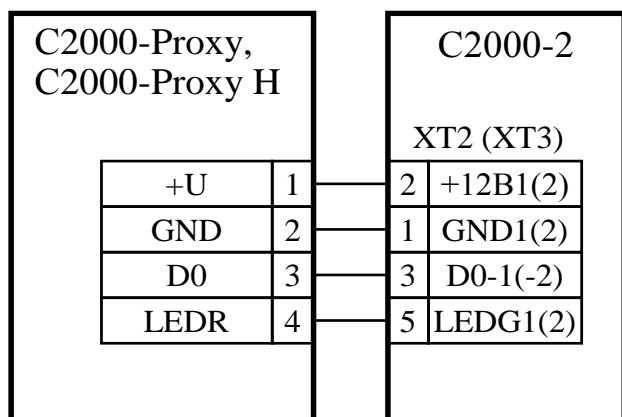 C2000-Proxy,
C2000-Proxy H
C2000-2
XT2 (XT3)
+U 1 2 +12В1(2)
GND 2 1 GND1(2)
D0 3 3 D0-1(-2)
LEDR 4 5 LEDG1(2)